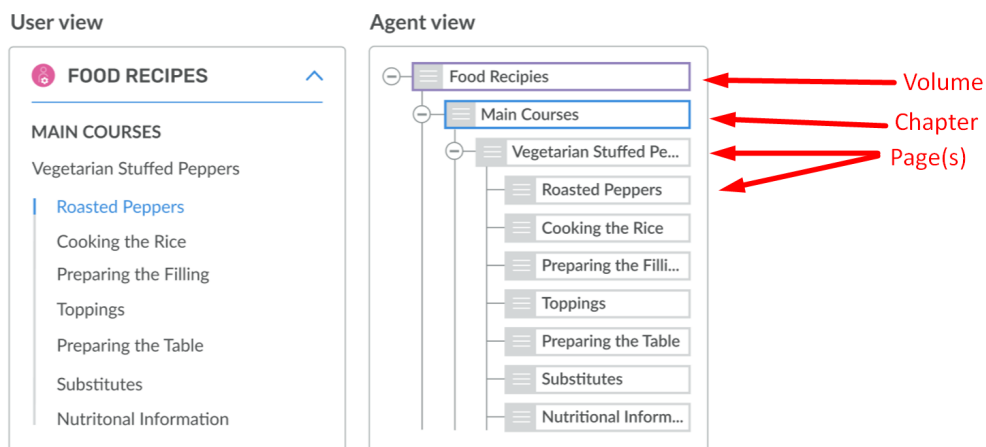 User view
FOOD RECIPES
MAIN COURSES
Vegetarian Stuffed Peppers
Roasted Peppers
Cooking the Rice
Preparing the Filling
Toppings
Preparing the Table
Substitutes
Nutritonal Information
Agent view
Food Recipies
Main Courses
Vegetarian Stuffed Pe...
Roasted Peppers
Cooking the Rice
Preparing the Filli...
Toppings
Preparing the Table
Substitutes
Nutritional Inform...
Volume
Chapter
Page(s)